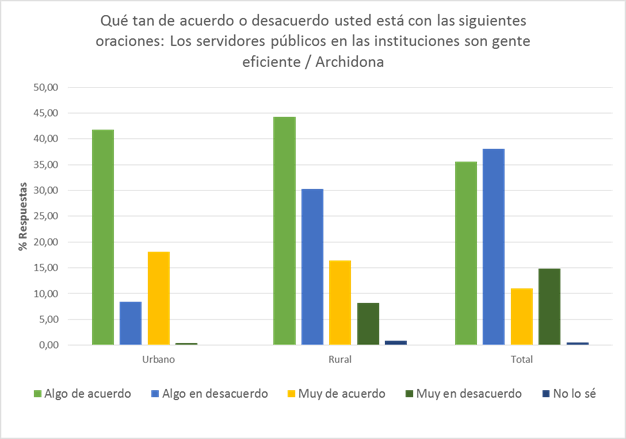 Qué tan de acuerdo o desacuerdo usted está con las siguientes
oraciones: Los servidores públicos en las instituciones son gente
eficiente / Archidona
50,00
45,00
40,00
35,00
30,00
25,00
20,00
15,00
10,00
5,00
0,00
% Respuestas
Urbano Rural Total
Algo de acuerdo Algo en desacuerdo Muy de acuerdo Muy en desacuerdo No lo sé